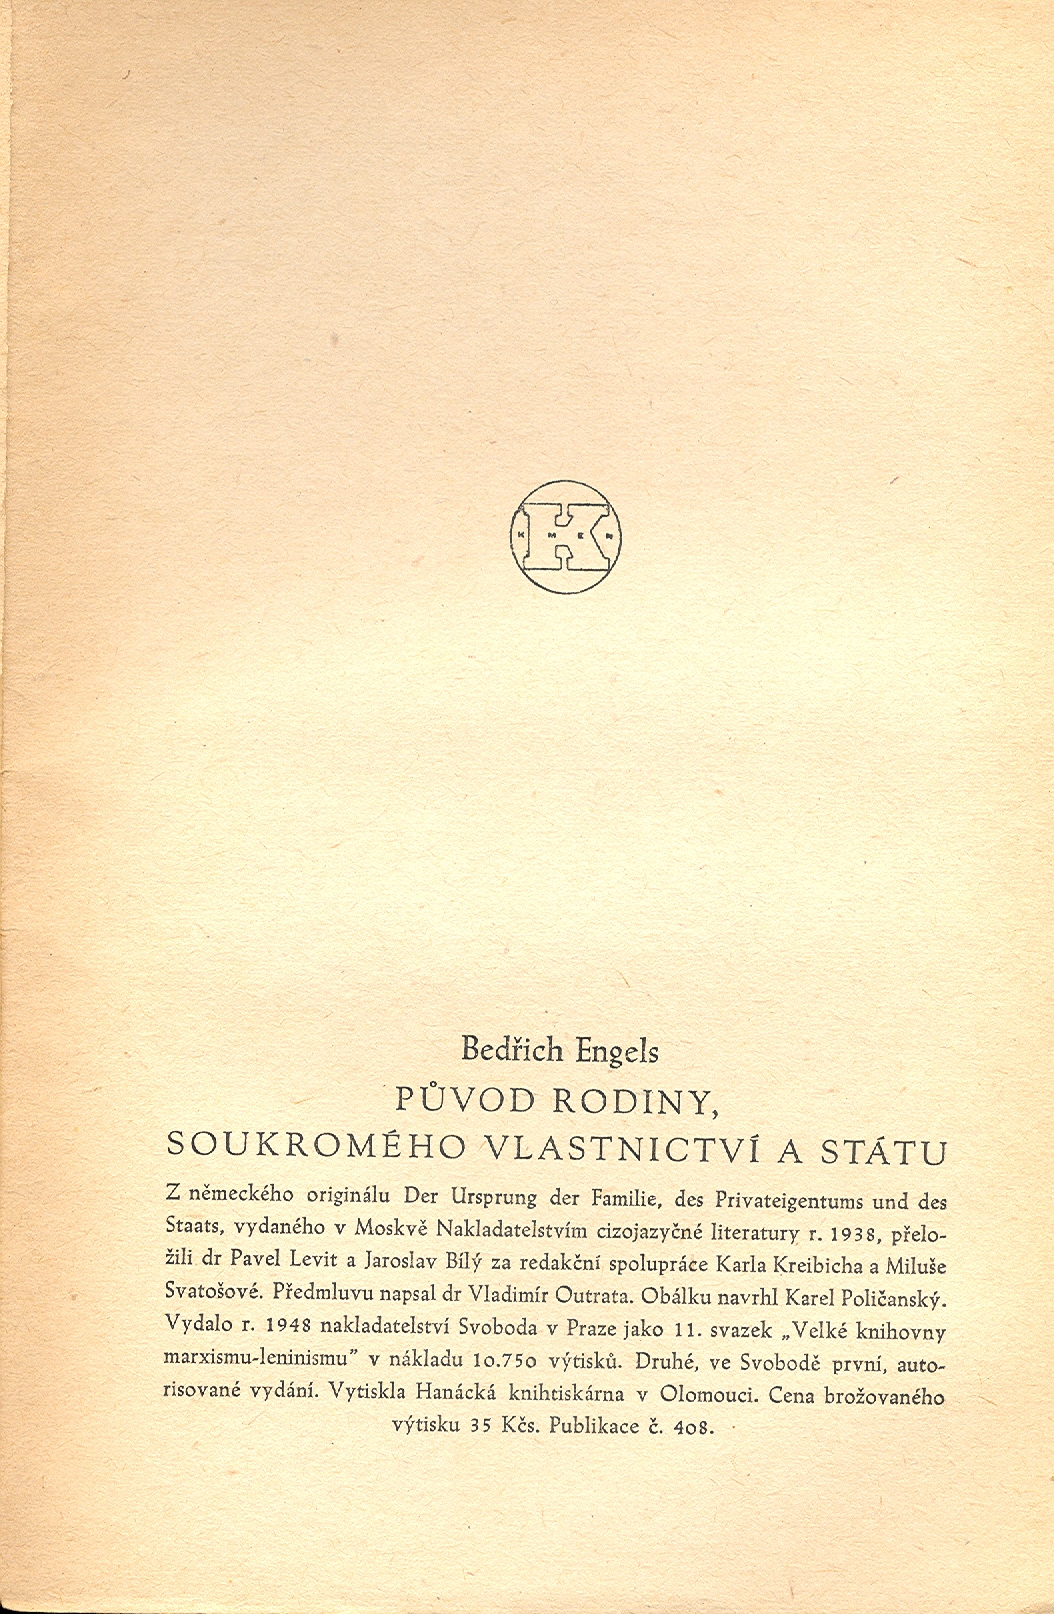 K M E N
Bedřich Engels
PŮVOD RODINY,
SOUKROMÉHO VLASTNICTVÍ A STÁTU
Z německého originálu Der Ursprung der Familie, des Privateigentums und des
Staats, vydaného v Moskvě Nakladatelstvím cizojazyčné literatury r. 1938, přelo-
žili dr Pavel Levit a Jaroslav Bílý za redakční spolupráce Karla Kreibicha a Miluše
Svatošové. Předmluvu napsal dr Vladimír Outrata. Obálku navrhl Karel Poličanský.
Vydalo r. 1948 nakladatelství Svoboda v Praze jako 11. svazek „Velké knihovny
marxismu-leninismu” v nákladu 10.750 výtisků. Druhé, ve Svobodě první, auto-
risované vydání. Vytiskla Hanácká knihtiskárna v Olomouci. Cena brožovaného
výtisku 35 Kčs. Publikace č. 408.